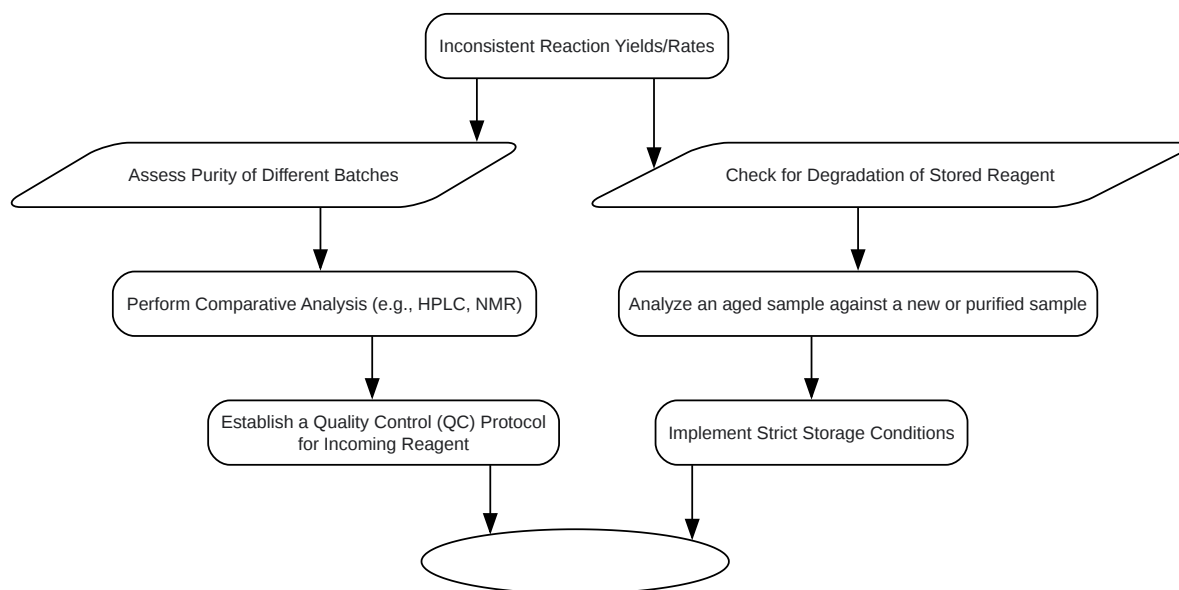 Inconsistent Reaction Yields/Rates
Assess Purity of Different Batches
Check for Degradation of Stored Reagent
Perform Comparative Analysis (e.g., HPLC, NMR)
Analyze an aged sample against a new or purified sample
Establish a Quality Control (QC) Protocol
for Incoming Reagent
Implement Strict Storage Conditions